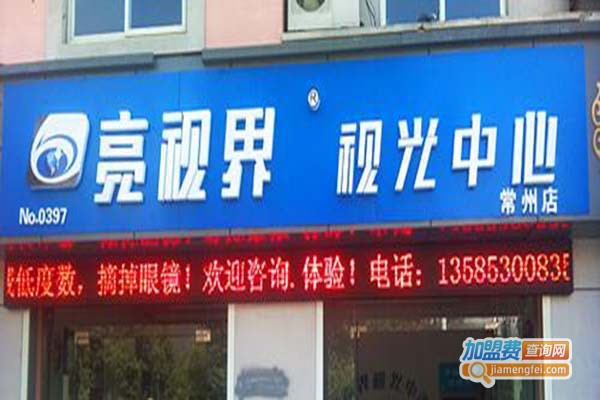 亮视界® 视光中心
No.0397
常州店
低度数，摘掉眼镜！欢迎咨询.体验！电话：13585300835
加盟费查询网
jiamengfei.com